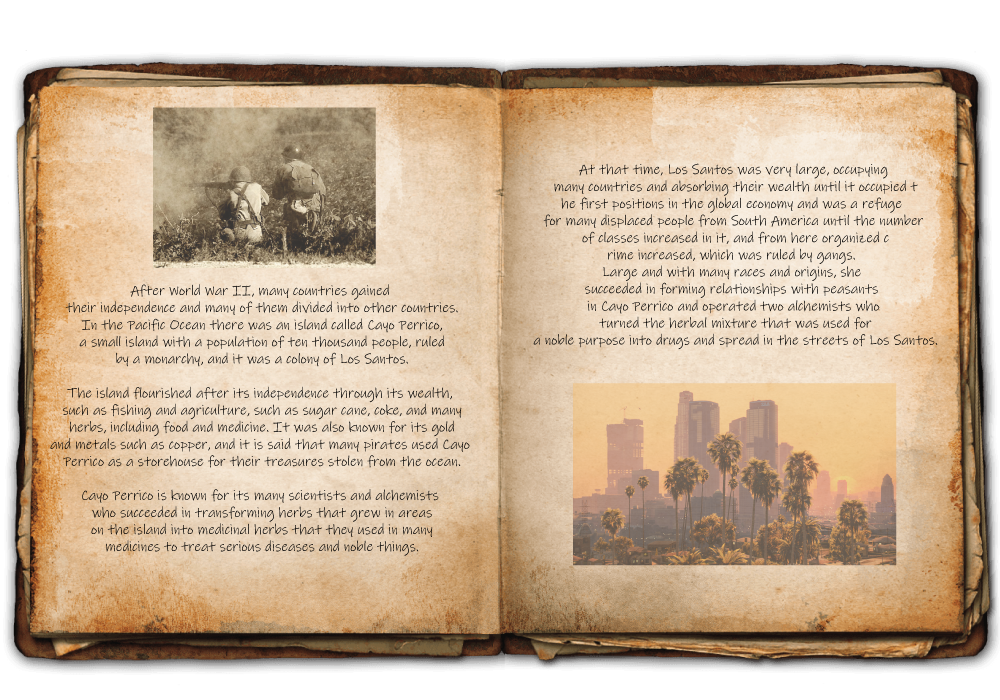 After World War II, many countries gained
their independence and many of them divided into other countries.
In the Pacific Ocean there was an island called Cayo Perrico,
a small island with a population of ten thousand people, ruled
by a monarchy, and it was a colony of Los Santos.
The island flourished after its independence through its wealth,
such as fishing and agriculture, such as sugar cane, coke, and many
herbs, including food and medicine. It was also known for its gold
and metals such as copper, and it is said that many pirates used Cayo
Perrico as a storehouse for their treasures stolen from the ocean.
Cayo Perrico is known for its many scientists and alchemists
who succeeded in transforming herbs that grew in areas
on the island into medicinal herbs that they used in many
medicines to treat serious diseases and noble things.
At that time, Los Santos was very large, occupying
many countries and absorbing their wealth until it occupied t
he first positions in the global economy and was a refuge
for many displaced people from South America until the number
of classes increased in it, and from here organized c
rime increased, which was ruled by gangs.
Large and with many races and origins, she
succeeded in forming relationships with peasants
in Cayo Perrico and operated two alchemists who
turned the herbal mixture that was used for
a noble purpose into drugs and spread in the streets of Los Santos.